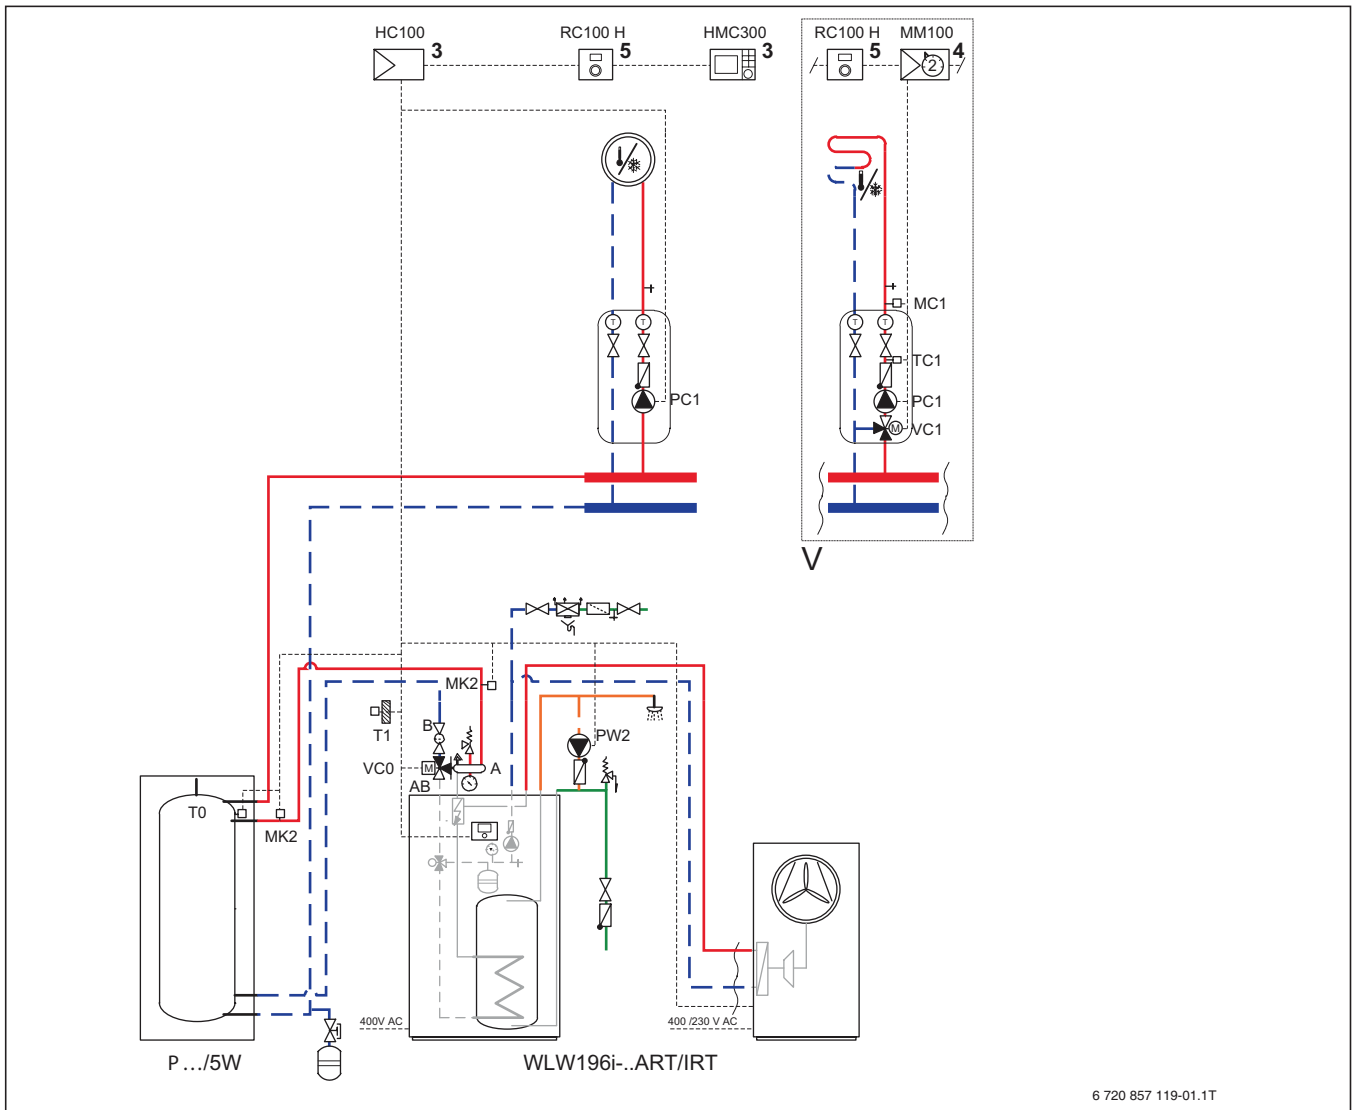 HC100
3
RC100 H
5
HMC300
3
RC100 H
5
MM100
4
2
T
T
PC1
T
T
MC1
TC1
PC1
M
VC1
V
MK2
B
T1
PW2
VC0
M
A
AB
T0
MK2
400V AC
400 /230 V AC
P .../5W
WLW196i-..ART/IRT
6 720 857 119-01.1T